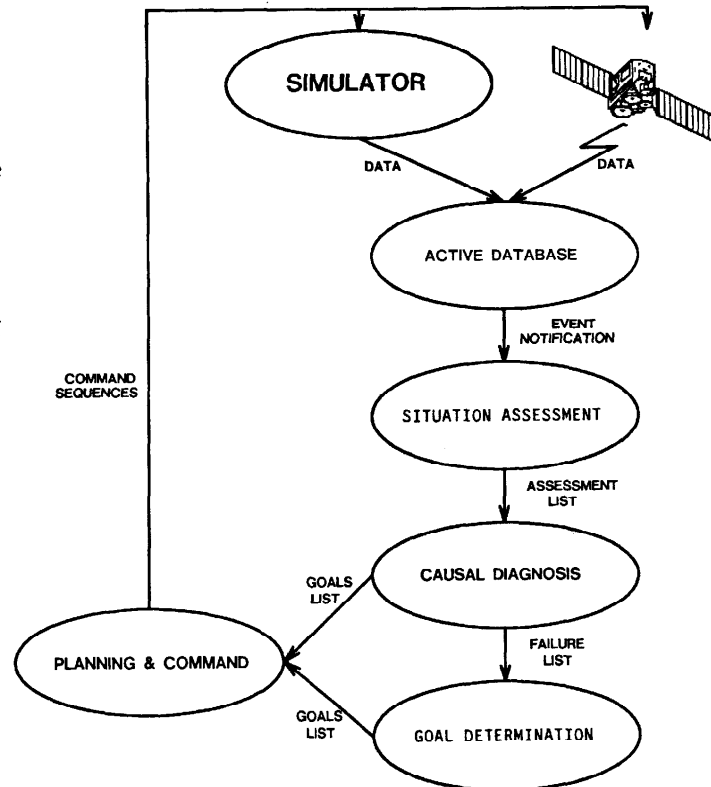 SIMULATOR
DATA
DATA
ACTIVE DATABASE
EVENT
NOTIFICATION
COMMAND
SEQUENCES
SITUATION ASSESSMENT
ASSESSMENT
LIST
CAUSAL DIAGNOSIS
GOALS
LIST
FAILURE
LIST
PLANNING & COMMAND
GOALS
LIST
GOAL DETERMINATION